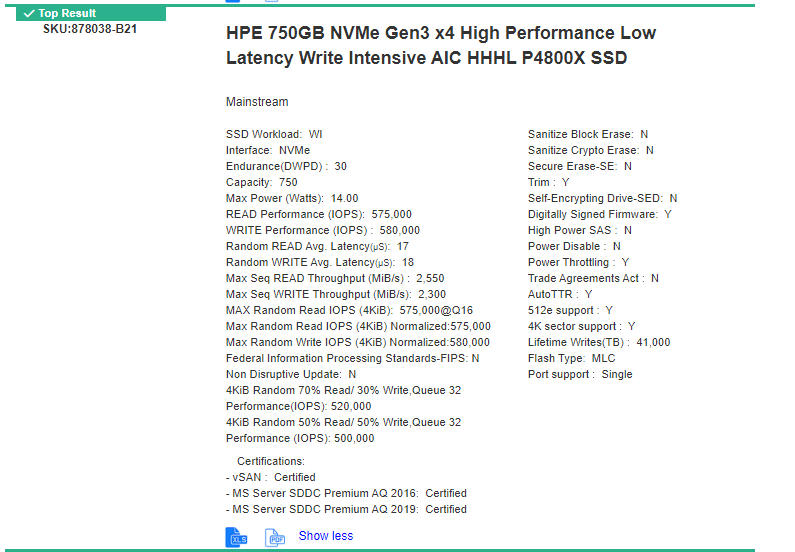 Top Result
SKU:878038-B21
HPE 750GB NVMe Gen3 x4 High Performance Low
Latency Write Intensive AIC HHHL P4800X SSD
Mainstream
SSD Workload: WI
Interface: NVMe
Endurance(DWPD) : 30
Capacity: 750
Max Power (Watts): 14.00
READ Performance (IOPS): 575,000
WRITE Performance (IOPS) : 580,000
Random READ Avg. Latency(µS): 17
Random WRITE Avg. Latency(µS): 18
Max Seq READ Throughput (MiB/s) : 2,550
Max Seq WRITE Throughput (MiB/s): 2,300
MAX Random Read IOPS (4KiB): 575,000@Q16
Max Random Read IOPS (4KiB) Normalized:575,000
Max Random Write IOPS (4KiB) Normalized:580,000
Federal Information Processing Standards-FIPS: N
Non Disruptive Update: N
4KiB Random 70% Read/ 30% Write,Queue 32
Performance(IOPS): 520,000
4KiB Random 50% Read/ 50% Write,Queue 32
Performance (IOPS): 500,000
Sanitize Block Erase: N
Sanitize Crypto Erase: N
Secure Erase-SE: N
Trim : Y
Self-Encrypting Drive-SED: N
Digitally Signed Firmware: Y
High Power SAS : N
Power Disable : N
Power Throttling : Y
Trade Agreements Act : N
AutoTTR : Y
512e support : Y
4K sector support : Y
Lifetime Writes(TB) : 41,000
Flash Type: MLC
Port support : Single
Certifications:
- vSAN : Certified
- MS Server SDDC Premium AQ 2016: Certified
- MS Server SDDC Premium AQ 2019: Certified
XLS
PDF
Show less